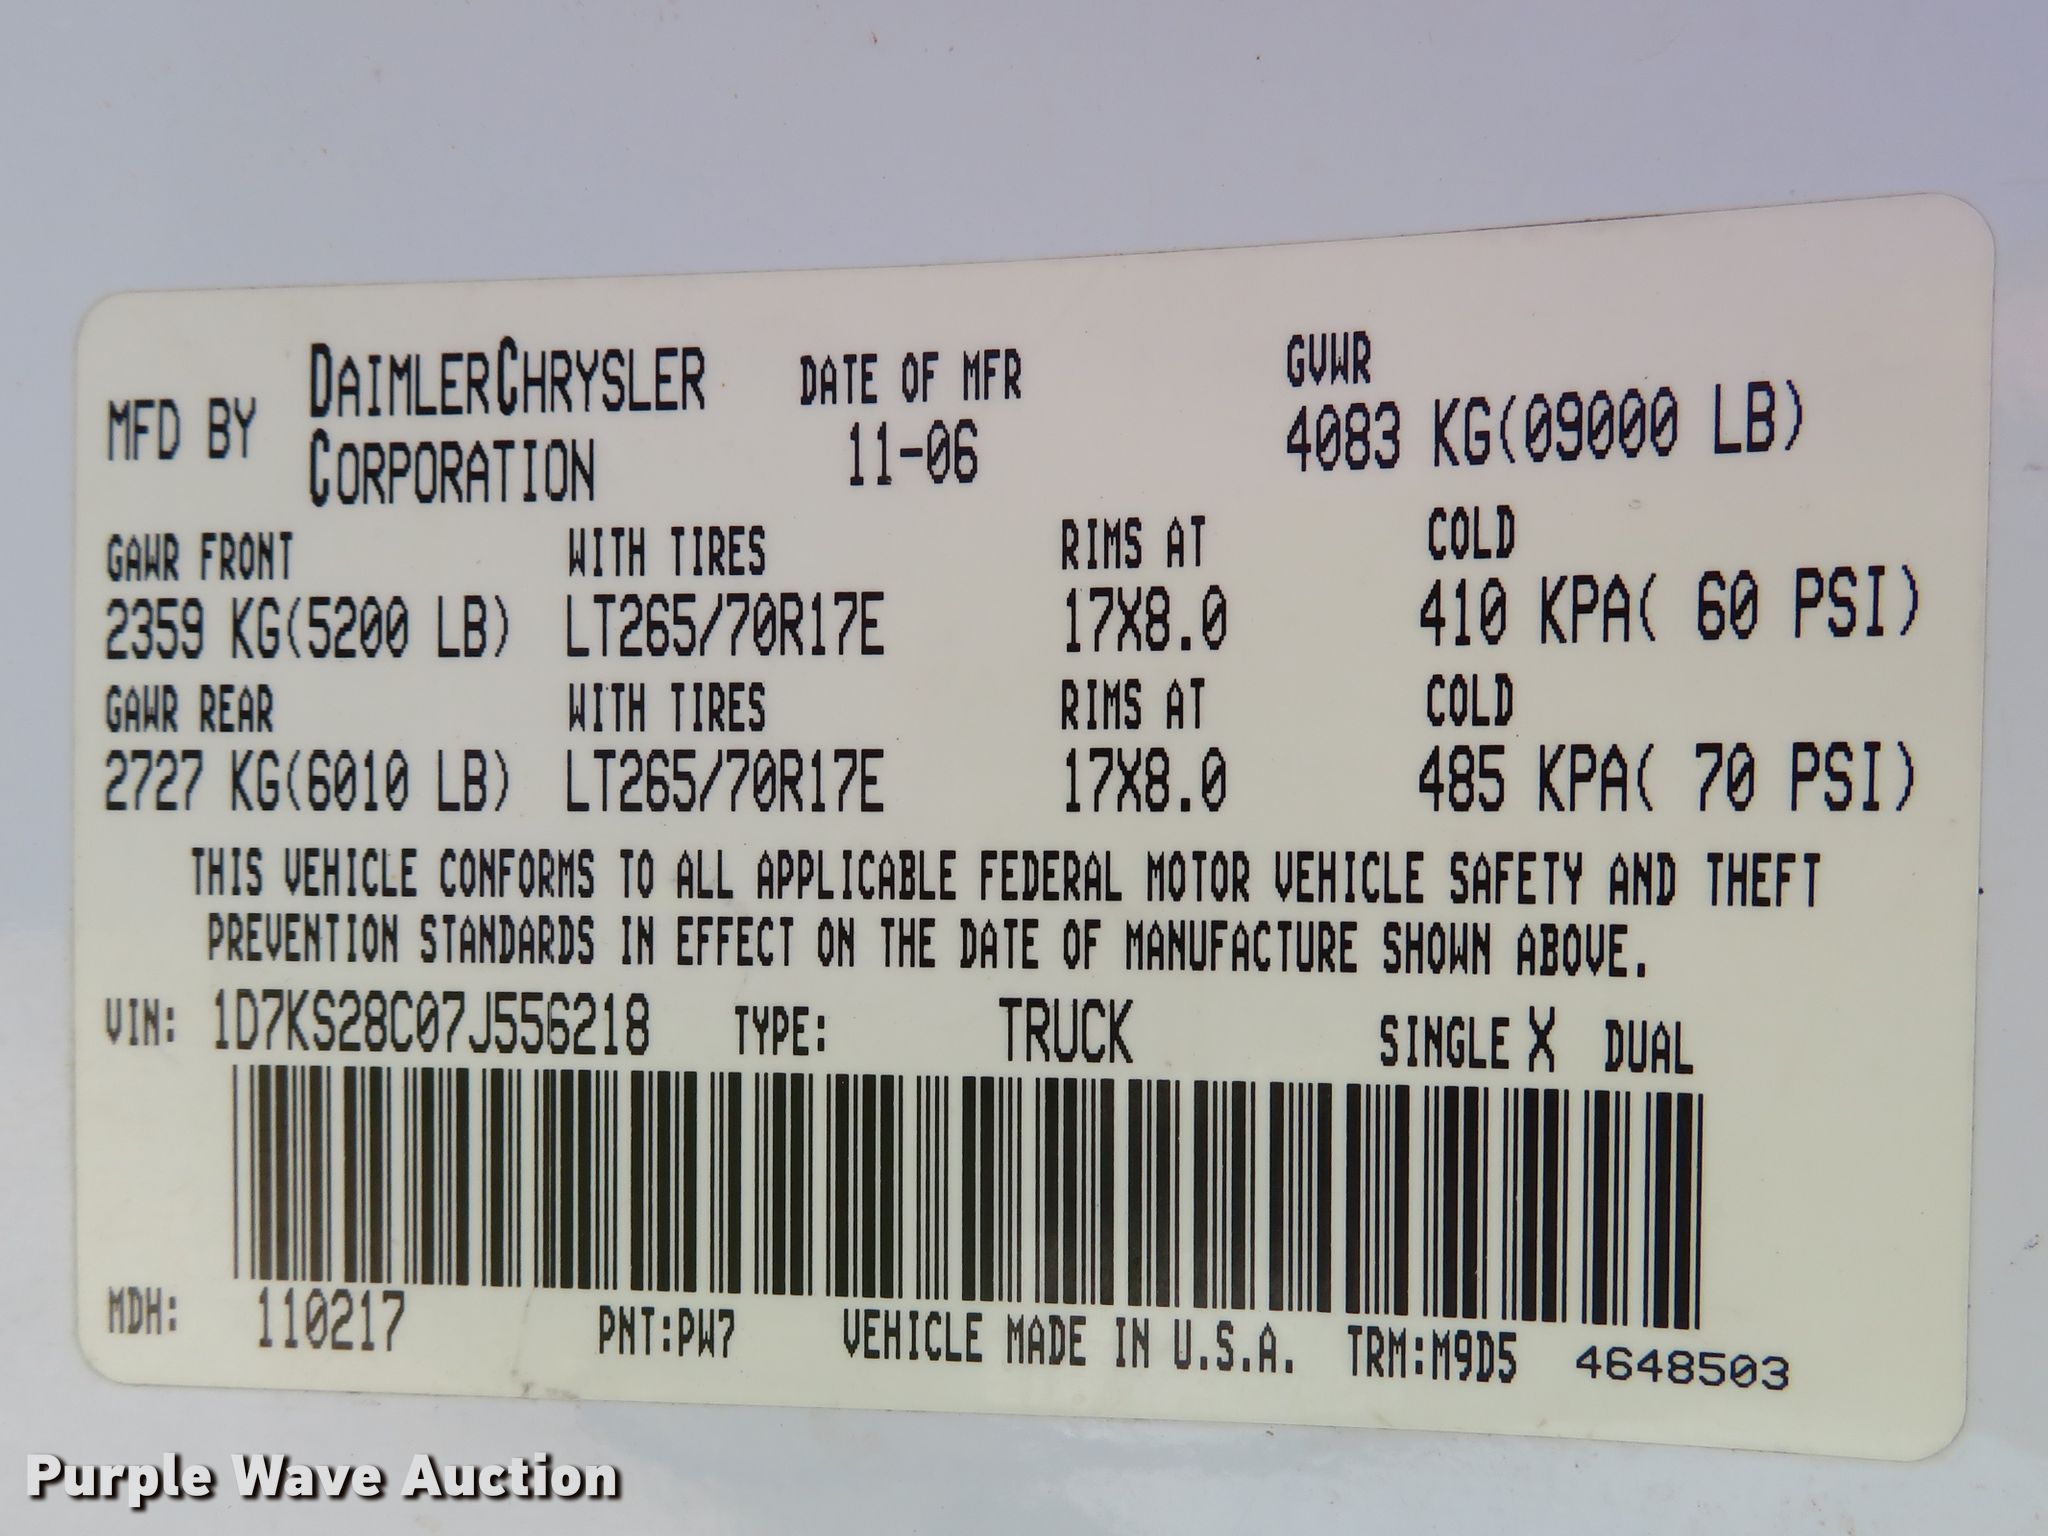 MFD BY DAIMLERCHRYSLER CORPORATION DATE OF MFR 11-06 GVWR 4083 KG(09000 LB)
GAWR FRONT WITH TIRES RIMS AT COLD
2359 KG(5200 LB) LT265/70R17E 17X8.0 410 KPA( 60 PSI)
GAWR REAR WITH TIRES RIMS AT COLD
2727 KG(6010 LB) LT265/70R17E 17X8.0 485 KPA( 70 PSI)
THIS VEHICLE CONFORMS TO ALL APPLICABLE FEDERAL MOTOR VEHICLE SAFETY AND THEFT
PREVENTION STANDARDS IN EFFECT ON THE DATE OF MANUFACTURE SHOWN ABOVE.
VIN: 1D7KS28C07J556218 TYPE: TRUCK SINGLE X DUAL
MDH: 110217 PNT:PW7 VEHICLE MADE IN U.S.A. TRM:M9D5 4648503
Purple Wave Auction